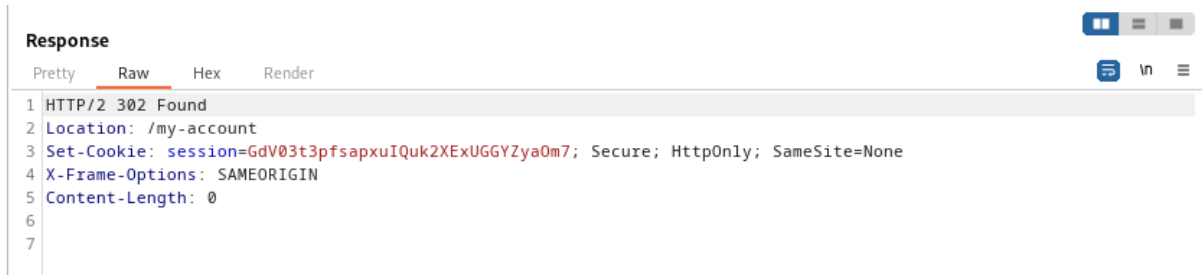 Response
Pretty Raw Hex Render \n
1 HTTP/2 302 Found
2 Location: /my-account
3 Set-Cookie: session=GdV03t3pfsapxuIQuk2XExUGGYZyaOm7; Secure; HttpOnly; SameSite=None
4 X-Frame-Options: SAMEORIGIN
5 Content-Length: 0
6
7